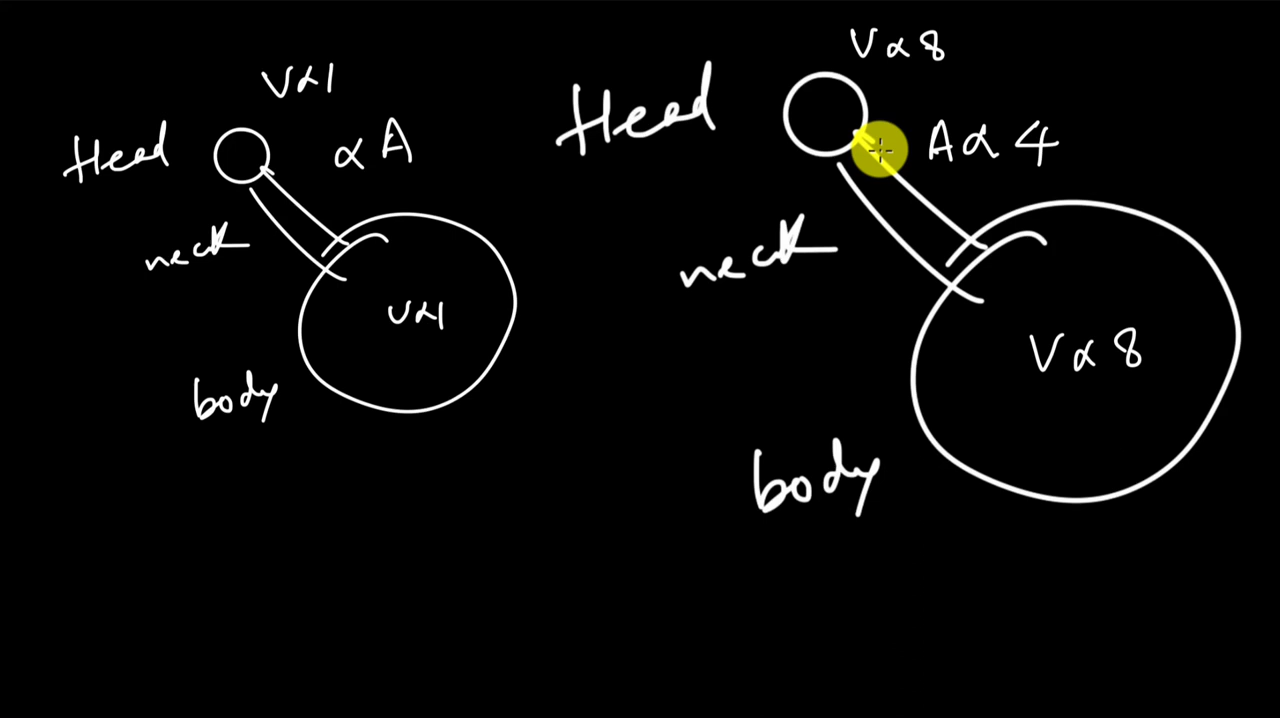 V∝1
Head
∝ A
neck
V∝1
body
V∝8
Head
A∝ 4
neck
V∝ 8
body